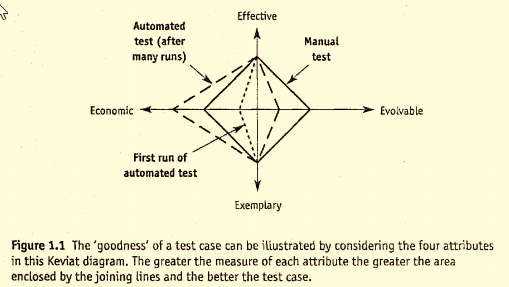 Effective
Automated
test (after
many runs)
Manual
test
Economic
Evolvable
First run of
automated test
Exemplary
Figure 1.1 The 'goodness' of a test case can be illustrated by considering the four attributes
in this Keviat diagram. The greater the measure of each attribute the greater the area
enclosed by the joining lines and the better the test case.